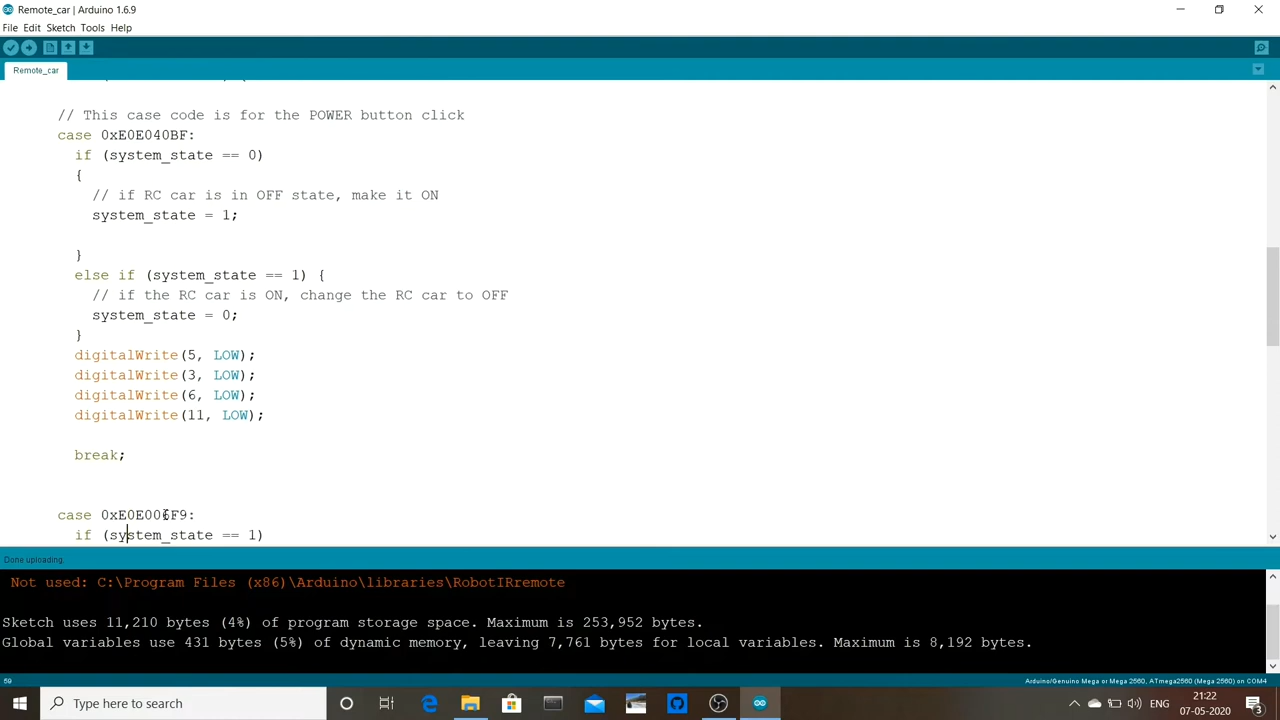 Remote_car | Arduino 1.6.9
File Edit Sketch Tools Help
Remote_car
// This case code is for the POWER button click
case 0xE0E040BF:
if (system_state == 0)
{
// if RC car is in OFF state, make it ON
system_state = 1;
}
else if (system_state == 1) {
// if the RC car is ON, change the RC car to OFF
system_state = 0;
}
digitalWrite(5, LOW);
digitalWrite(3, LOW);
digitalWrite(6, LOW);
digitalWrite(11, LOW);
break;
case 0xE0E006F9:
if (system_state == 1)
Done uploading.
Not used: C:\Program Files (x86)\Arduino\libraries\RobotIRremote
Sketch uses 11,210 bytes (4%) of program storage space. Maximum is 253,952 bytes.
Global variables use 431 bytes (5%) of dynamic memory, leaving 7,761 bytes for local variables. Maximum is 8,192 bytes.
59
Arduino/Genuino Mega or Mega 2560, ATmega2560 (Mega 2560) on COM4
Type here to search
ENG
21:22
07-05-2020
3